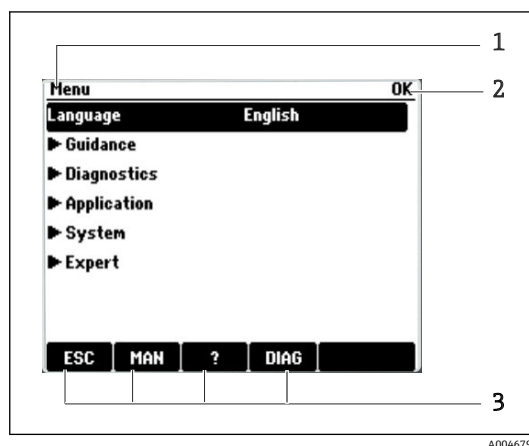 1
Menu OK
2
Language English
Guidance
Diagnostics
Application
System
Expert
ESC MAN ? DIAG
3